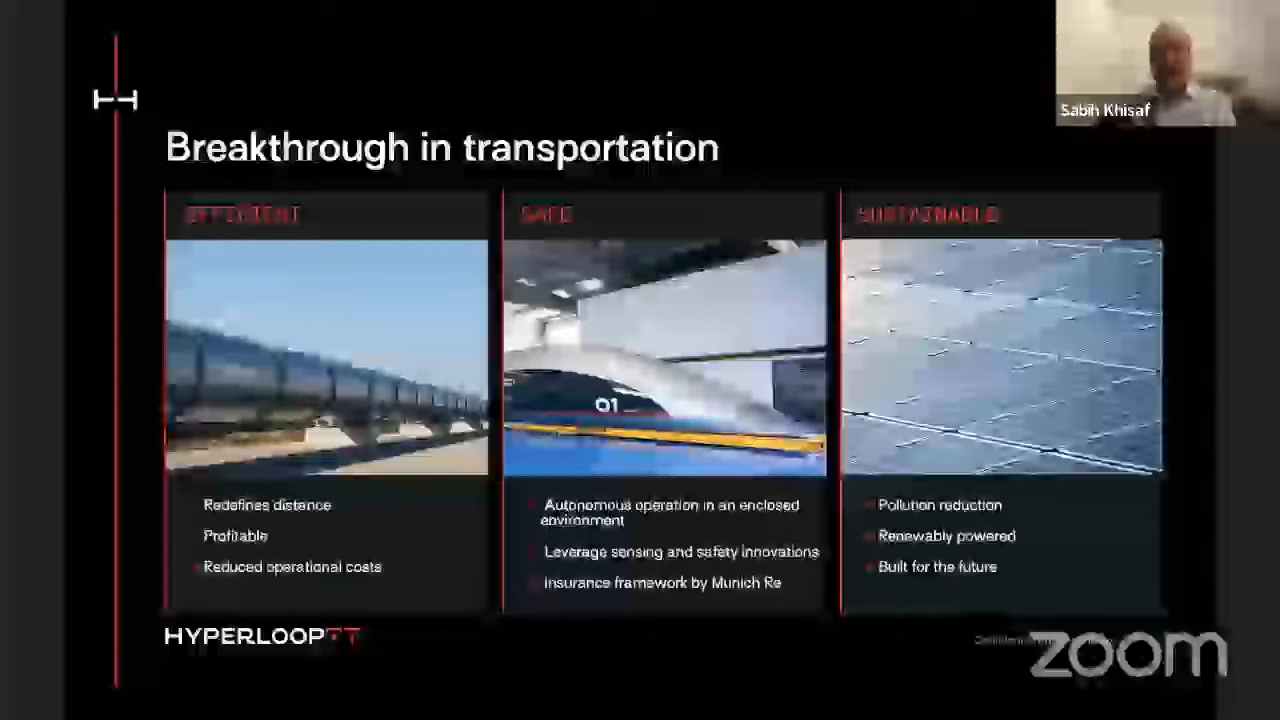 Sabih Khisaf
Breakthrough in transportation
EFFICIENT
SAFE
SUSTAINABLE
01
Redefines distance
Profitable
Reduced operational costs
Autonomous operation in an enclosed
environment
Leverage sensing and safety innovations
Insurance framework by Munich Re
Pollution reduction
Renewably powered
Built for the future
HYPERLOOPTT
zoom